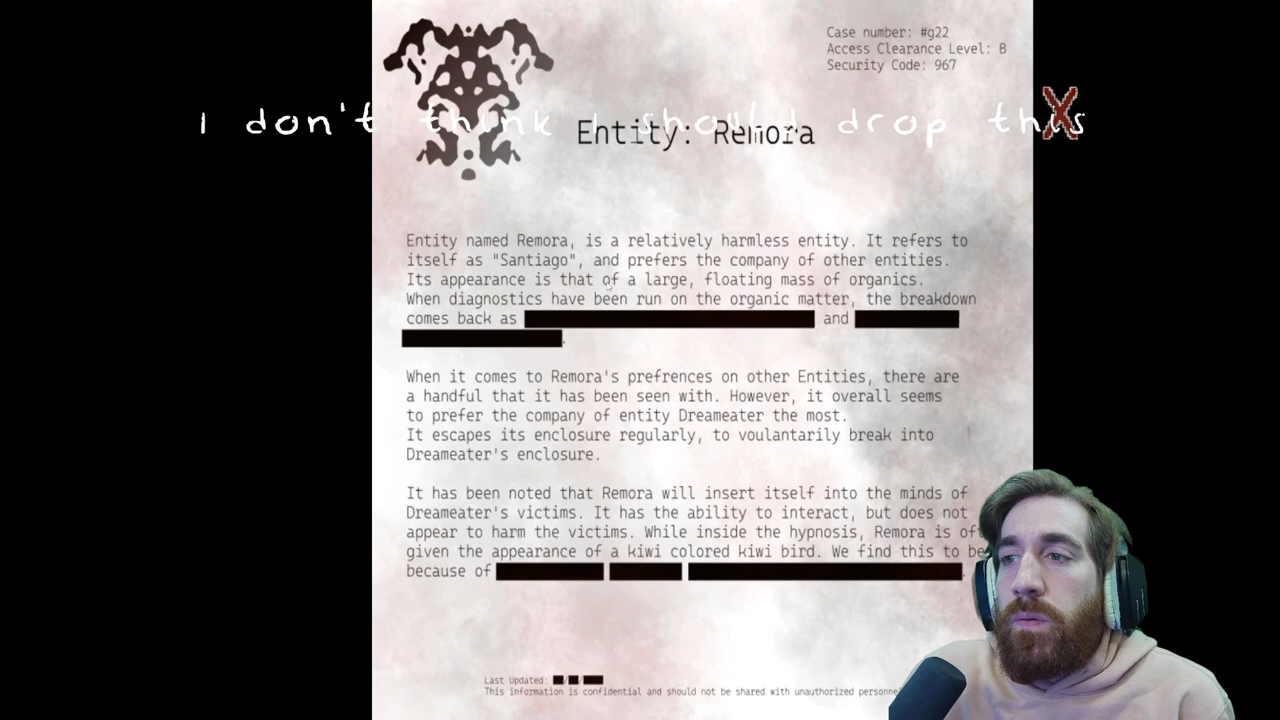 Case number: #g22
Access Clearance Level: B
Security Code: 967
i don't think i should drop this
X
Entity: Remora
Entity named Remora, is a relatively harmless entity. It refers to
itself as "Santiago", and prefers the company of other entities.
Its appearance is that of a large, floating mass of organics.
When diagnostics have been run on the organic matter, the breakdown
comes back as and
.
When it comes to Remora's prefrences on other Entities, there are
a handful that it has been seen with. However, it overall seems
to prefer the company of entity Dreameater the most.
It escapes its enclosure regularly, to voulantarily break into
Dreameater's enclosure.
It has been noted that Remora will insert itself into the minds of
Dreameater's victims. It has the ability to interact, but does not
appear to harm the victims. While inside the hypnosis, Remora is
given the appearance of a kiwi colored kiwi bird. We find this to be
because of .
Last Updated: / /
This information is confidential and should not be shared with unauthorized